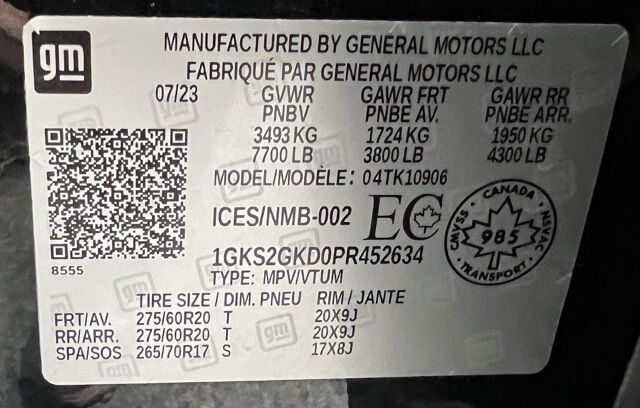 gm
MANUFACTURED BY GENERAL MOTORS LLC
FABRIQUÉ PAR GENERAL MOTORS LLC
07/23 GVWR GAWR FRT GAWR RR
PNBV PNBE AV. PNBE ARR.
3493 KG 1724 KG 1950 KG
7700 LB 3800 LB 4300 LB
MODEL/MODÈLE: 04TK10906
ICES/NMB-002 EC
CANADA
CMVSS 985 NSVAC
TRANSPORT
1GKS2GKD0PR452634
8555
TYPE: MPV/VTUM
TIRE SIZE / DIM. PNEU RIM / JANTE
FRT/AV. 275/60R20 T 20X9J
RR/ARR. 275/60R20 T 20X9J
SPA/SOS 265/70R17 S 17X8J